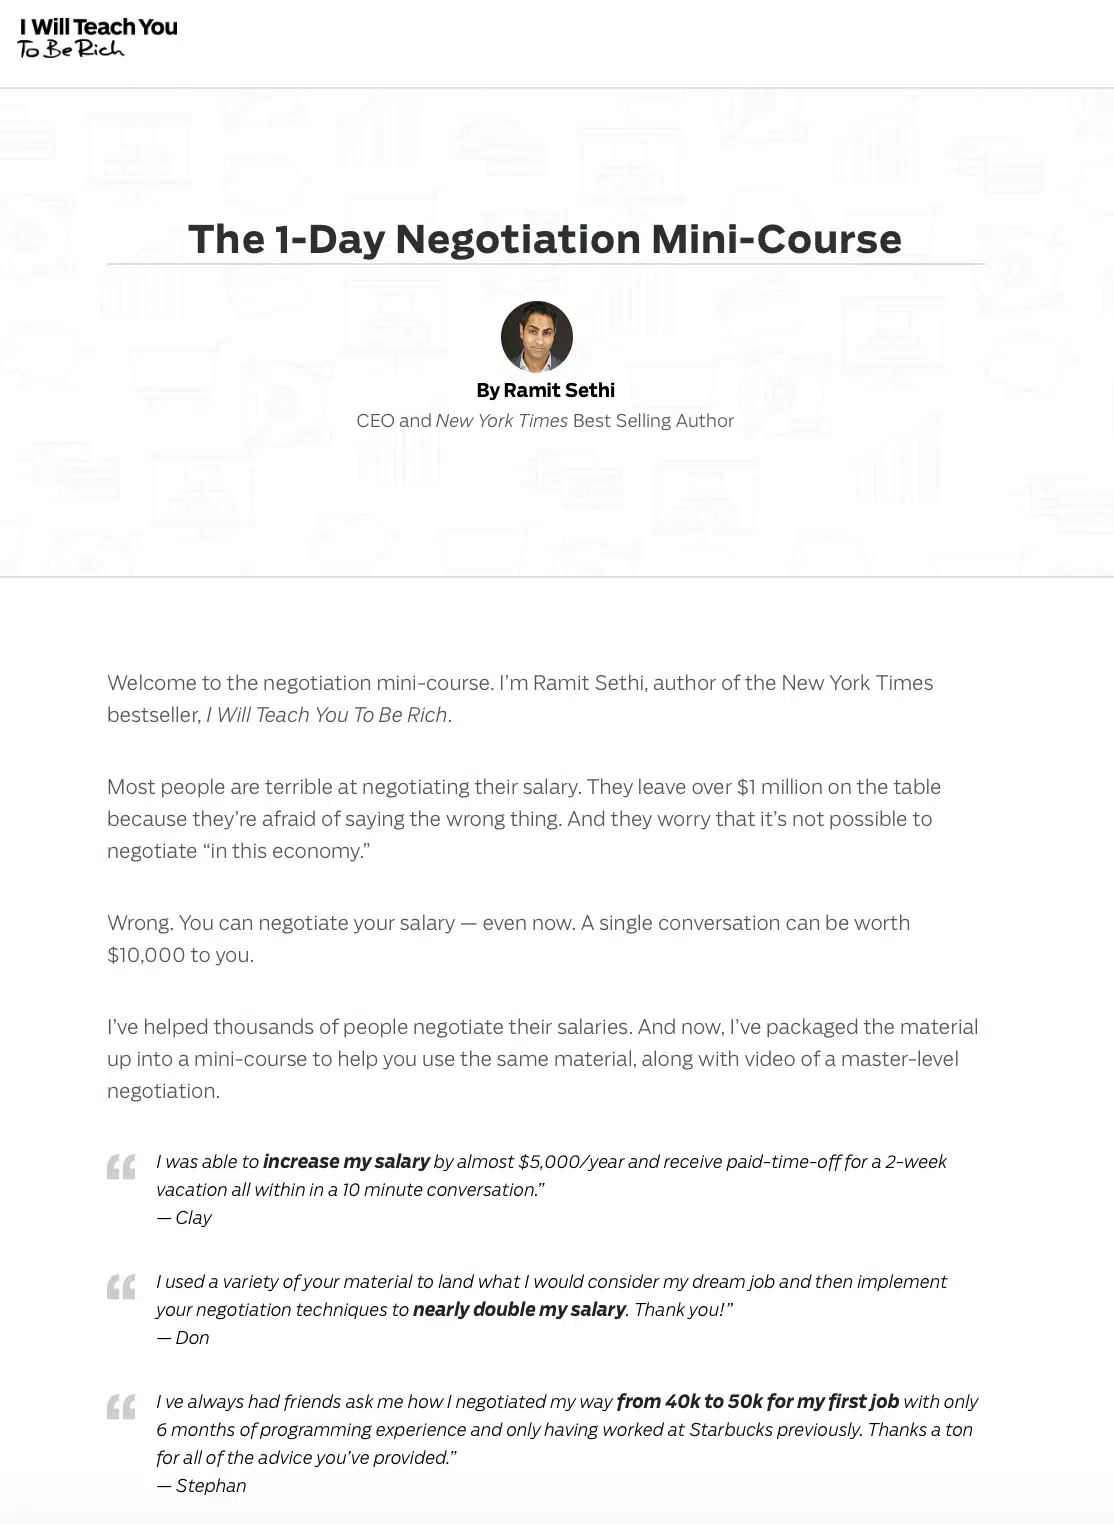 I Will Teach You
To Be Rich
The 1-Day Negotiation Mini-Course
By Ramit Sethi
CEO and New York Times Best Selling Author
Welcome to the negotiation mini-course. I’m Ramit Sethi, author of the New York Times
bestseller, I Will Teach You To Be Rich.
Most people are terrible at negotiating their salary. They leave over $1 million on the table
because they’re afraid of saying the wrong thing. And they worry that it’s not possible to
negotiate “in this economy.”
Wrong. You can negotiate your salary — even now. A single conversation can be worth
$10,000 to you.
I’ve helped thousands of people negotiate their salaries. And now, I’ve packaged the material
up into a mini-course to help you use the same material, along with video of a master-level
negotiation.
“I was able to increase my salary by almost $5,000/year and receive paid-time-off for a 2-week
vacation all within in a 10 minute conversation.”
— Clay
“I used a variety of your material to land what I would consider my dream job and then implement
your negotiation techniques to nearly double my salary. Thank you!”
— Don
“I ve always had friends ask me how I negotiated my way from 40k to 50k for my first job with only
6 months of programming experience and only having worked at Starbucks previously. Thanks a ton
for all of the advice you’ve provided.”
— Stephan